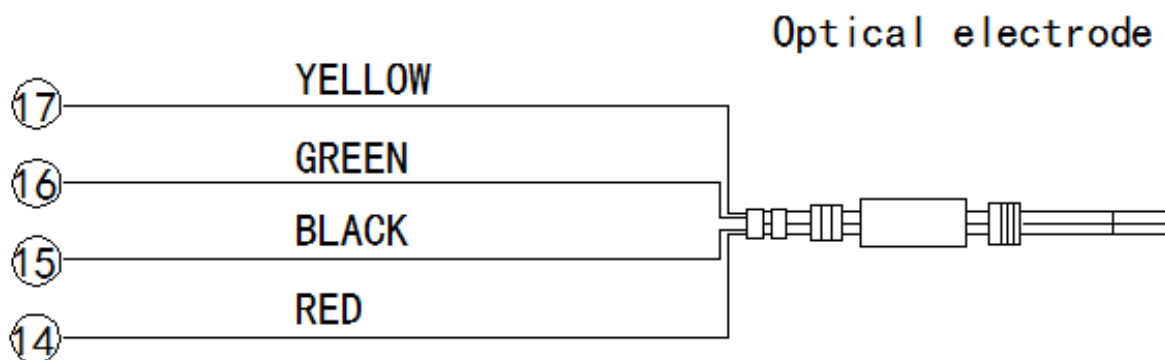 Optical electrode
17 YELLOW
16 GREEN
15 BLACK
14 RED